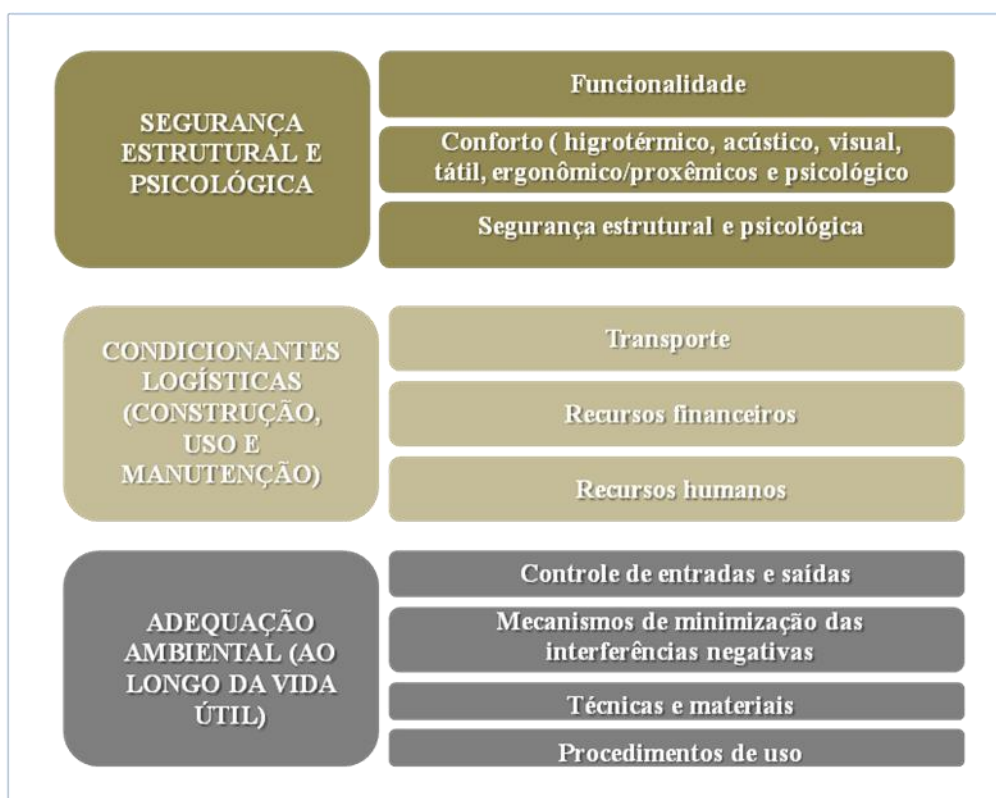 SEGURANÇA
ESTRUTURAL E
PSICOLÓGICA
Funcionalidade
Conforto ( higrotérmico, acústico, visual,
tátil, ergonômico/proxêmicos e psicológico
Segurança estrutural e psicológica
CONDICIONANTES
LOGÍSTICAS
(CONSTRUÇÃO,
USO E
MANUTENÇÃO)
Transporte
Recursos financeiros
Recursos humanos
ADEQUAÇÃO
AMBIENTAL (AO
LONGO DA VIDA
ÚTIL)
Controle de entradas e saídas
Mecanismos de minimização das
interferências negativas
Técnicas e materiais
Procedimentos de uso